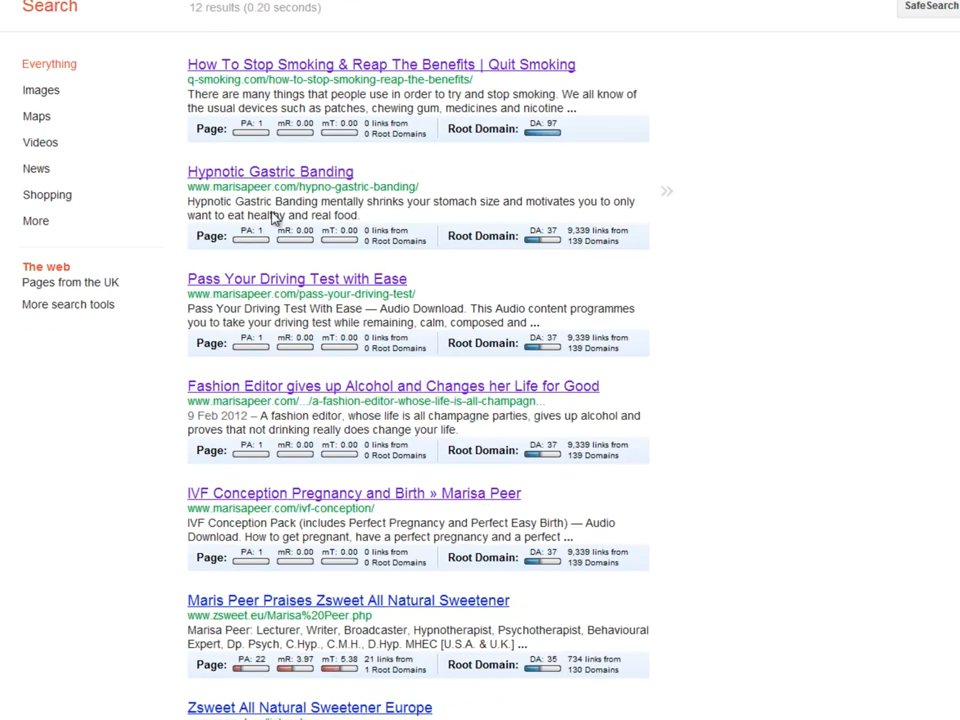 Search
12 results (0.20 seconds)
SafeSearch
Everything
Images
Maps
Videos
News
Shopping
More
The web
Pages from the UK
More search tools
How To Stop Smoking & Reap The Benefits | Quit Smoking
q-smoking.com/how-to-stop-smoking-reap-the-benefits/
There are many things that people use in order to try and stop smoking. We all know of
the usual devices such as patches, chewing gum, medicines and nicotine ...
Page: PA: 1 mR: 0.00 mT: 0.00 0 links from 0 Root Domains Root Domain: DA: 97
Hypnotic Gastric Banding
www.marisapeer.com/hypno-gastric-banding/
Hypnotic Gastric Banding mentally shrinks your stomach size and motivates you to only
want to eat healthy and real food.
Page: PA: 1 mR: 0.00 mT: 0.00 0 links from 0 Root Domains Root Domain: DA: 37 9,339 links from 139 Domains
Pass Your Driving Test with Ease
www.marisapeer.com/pass-your-driving-test/
Pass Your Driving Test With Ease — Audio Download. This Audio content programmes
you to take your driving test while remaining, calm, composed and ...
Page: PA: 1 mR: 0.00 mT: 0.00 0 links from 0 Root Domains Root Domain: DA: 37 9,339 links from 139 Domains
Fashion Editor gives up Alcohol and Changes her Life for Good
www.marisapeer.com/.../a-fashion-editor-whose-life-is-all-champagn...
9 Feb 2012 – A fashion editor, whose life is all champagne parties, gives up alcohol and
proves that not drinking really does change your life.
Page: PA: 1 mR: 0.00 mT: 0.00 0 links from 0 Root Domains Root Domain: DA: 37 9,339 links from 139 Domains
IVF Conception Pregnancy and Birth » Marisa Peer
www.marisapeer.com/ivf-conception/
IVF Conception Pack (includes Perfect Pregnancy and Perfect Easy Birth) — Audio
Download. How to get pregnant, have a perfect pregnancy and a perfect ...
Page: PA: 1 mR: 0.00 mT: 0.00 0 links from 0 Root Domains Root Domain: DA: 37 9,339 links from 139 Domains
Maris Peer Praises Zsweet All Natural Sweetener
www.zsweet.eu/Marisa%20Peer.php
Marisa Peer: Lecturer, Writer, Broadcaster, Hypnotherapist, Psychotherapist, Behavioural
Expert, Dp. Psych, C.Hyp., C.M.H., D.Hyp. MHEC [U.S.A. & U.K.] ...
Page: PA: 22 mR: 3.97 mT: 5.38 21 links from 1 Root Domains Root Domain: DA: 35 734 links from 130 Domains
Zsweet All Natural Sweetener Europe